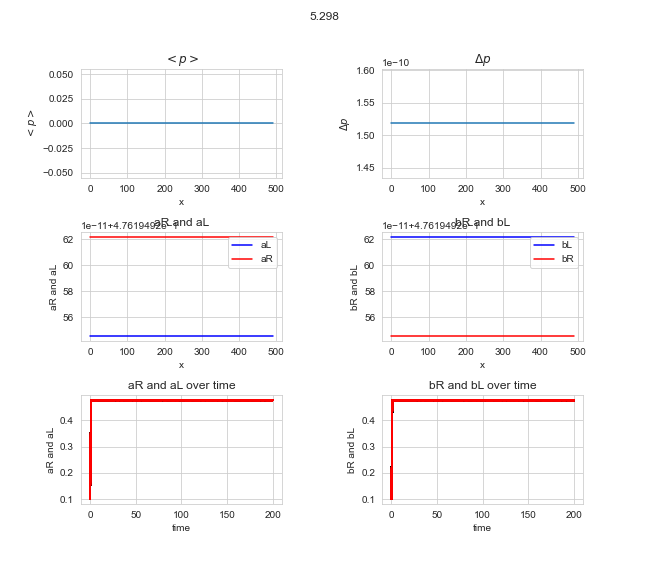 5.298
< p >
Δp
1e−10
0.050
0.025
0.000
−0.025
−0.050
< p >
0 100 200 300 400 500
x
1.60
1.55
1.50
1.45
Δp
0 100 200 300 400 500
x
aR and aL
1e−11+4.7619492e−1
62
60
58
56
aR and aL
aL
aR
0 100 200 300 400 500
x
bR and bL
1e−11+4.7619492e−1
62
60
58
56
bR and bL
bL
bR
0 100 200 300 400 500
x
aR and aL over time
0.4
0.3
0.2
0.1
aR and aL
0 50 100 150 200
time
bR and bL over time
0.4
0.3
0.2
0.1
bR and bL
0 50 100 150 200
time